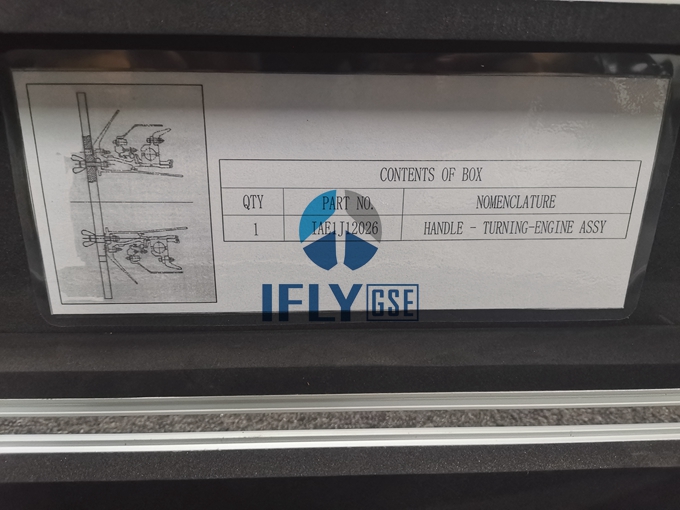 CONTENTS OF BOX
QTY PART NO. NOMENCLATURE
1 IAE1J12026 HANDLE - TURNING-ENGINE ASSY
IFLY GSE